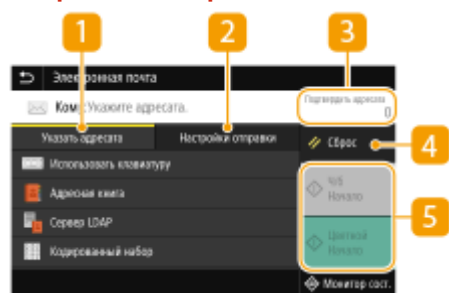 1
2
3
Электронная почта
Кому: Укажите адресата.
Подтвердить адресата
0
Указать адресата
Настройки отправки
Сброс
4
Использовать клавиатуру
Ч/б
Начало
Адресная книга
5
Сервер LDAP
Цветной
Начало
Кодированный набор
Монитор сост.